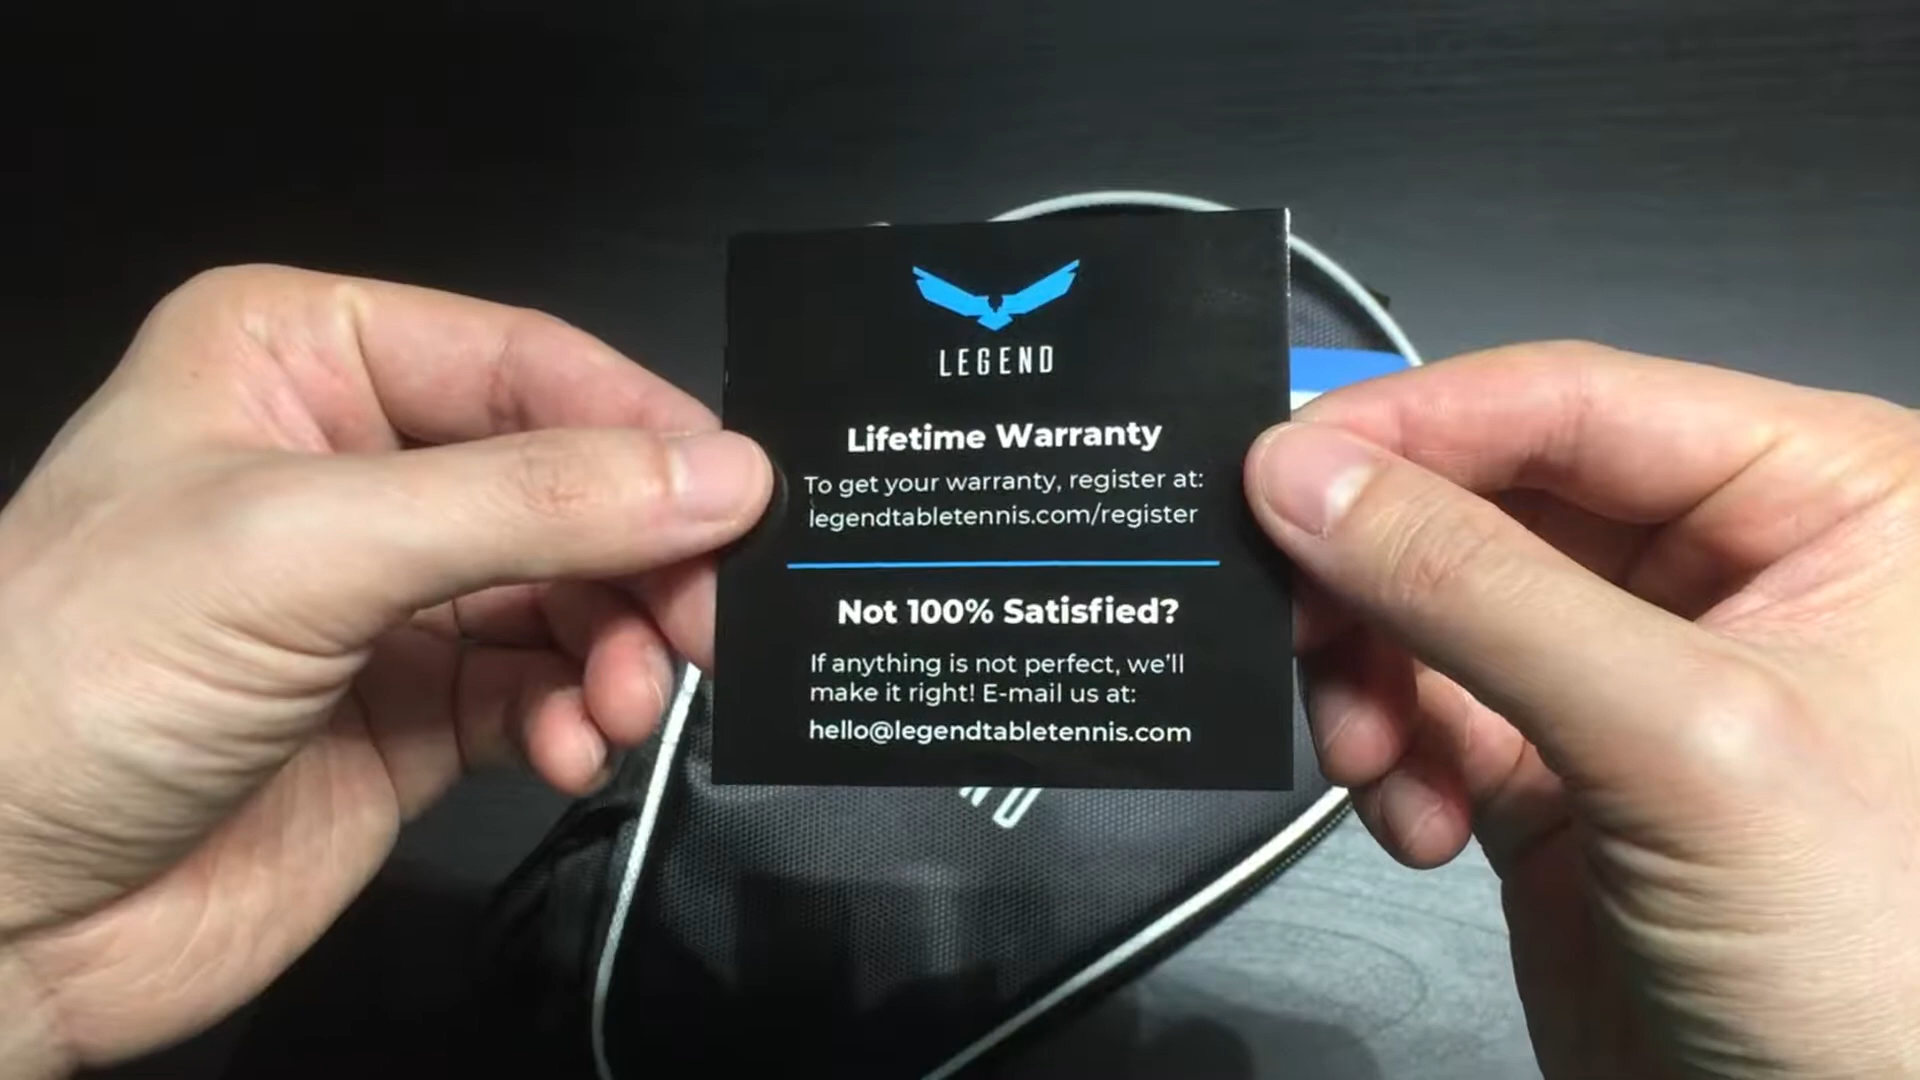 LEGEND
Lifetime Warranty
To get your warranty, register at:
legendtabletennis.com/register
Not 100% Satisfied?
If anything is not perfect, we'll
make it right! E-mail us at:
hello@legendtabletennis.com